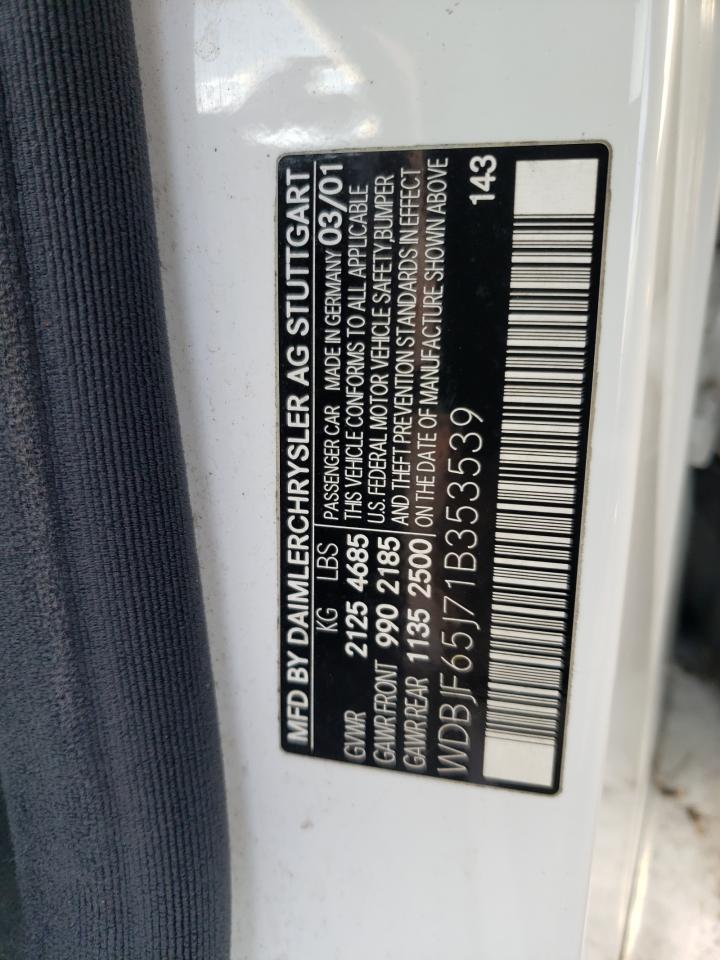 MFD BY DAIMLERCHRYSLER AG STUTTGART
KG LBS
GVWR 2125 4685
GAWR FRONT 990 2185
GAWR REAR 1135 2500
PASSENGER CAR MADE IN GERMANY 03/01
THIS VEHICLE CONFORMS TO ALL APPLICABLE
U.S. FEDERAL MOTOR VEHICLE SAFETY, BUMPER
AND THEFT PREVENTION STANDARDS IN EFFECT
ON THE DATE OF MANUFACTURE SHOWN ABOVE
WDBJF65J71B353539
143